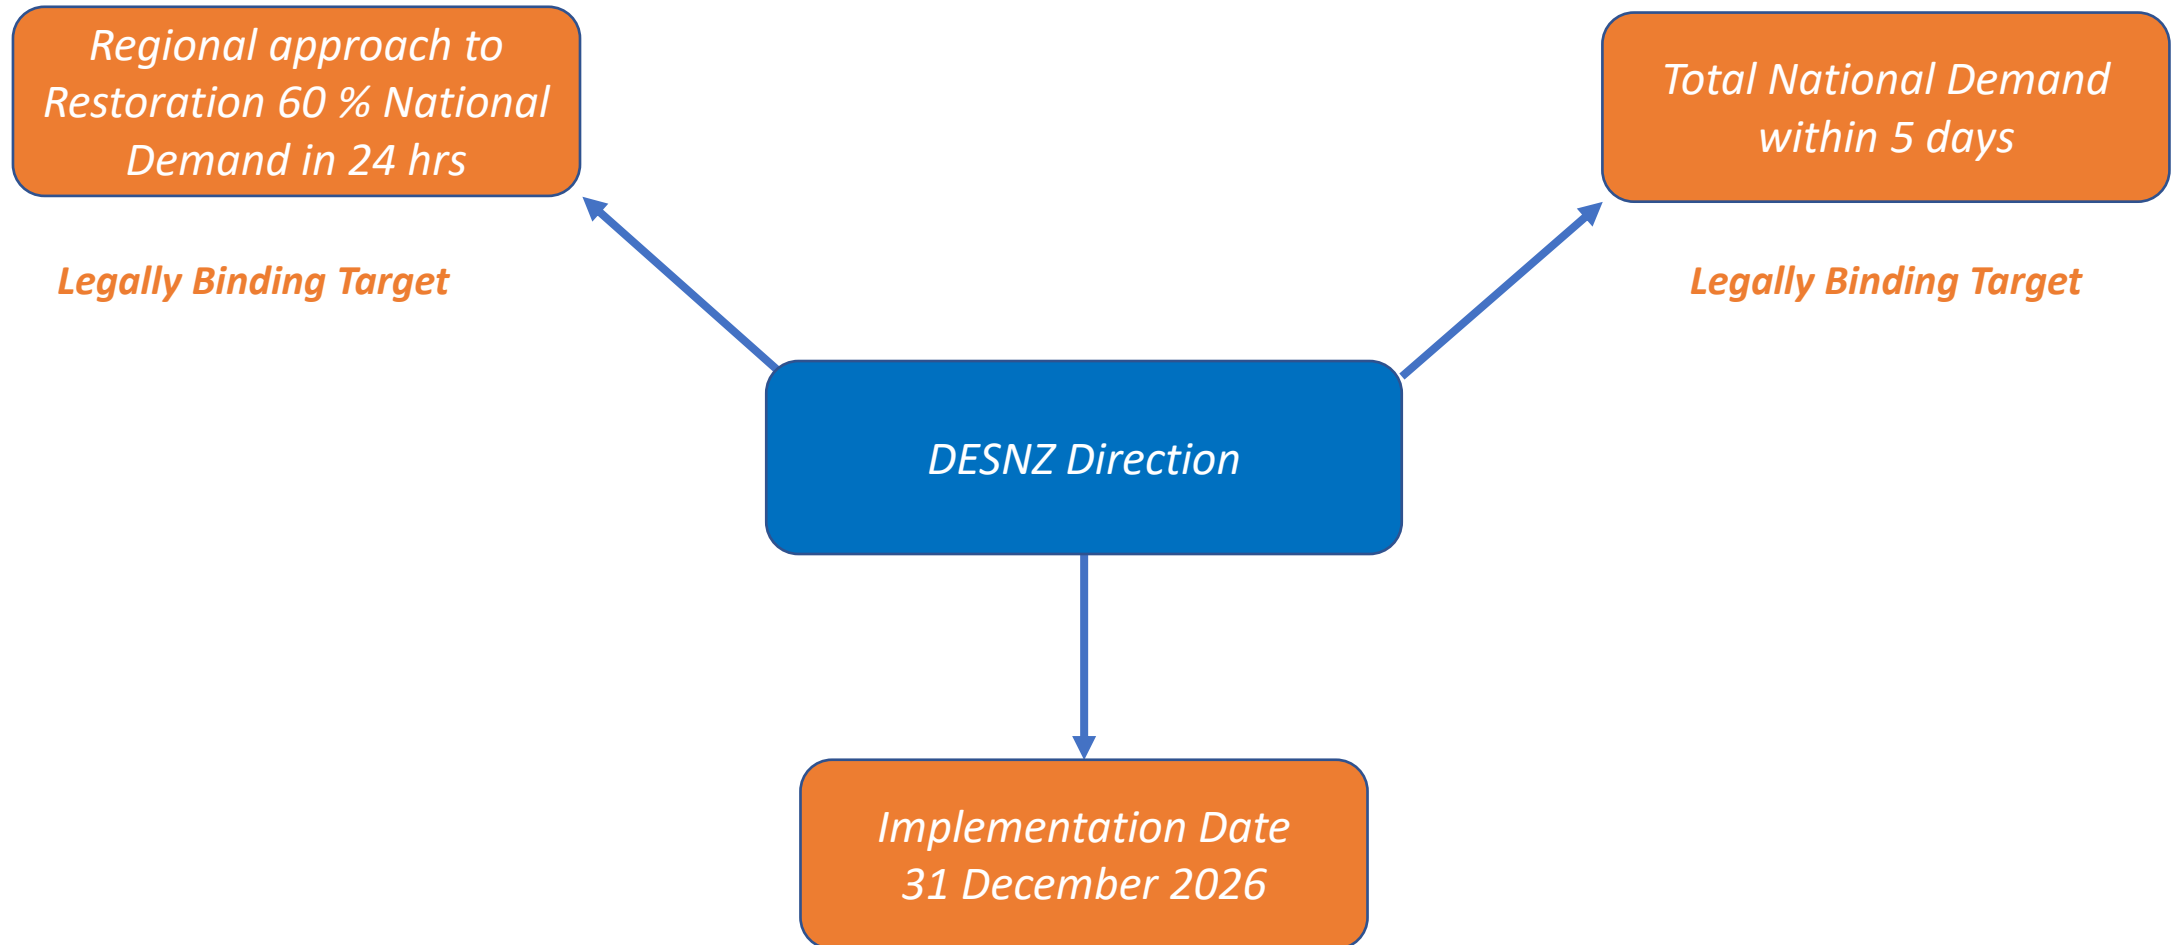 Regional approach to
Restoration 60 % National
Demand in 24 hrs
Legally Binding Target
Total National Demand
within 5 days
Legally Binding Target
DESNZ Direction
Implementation Date
31 December 2026